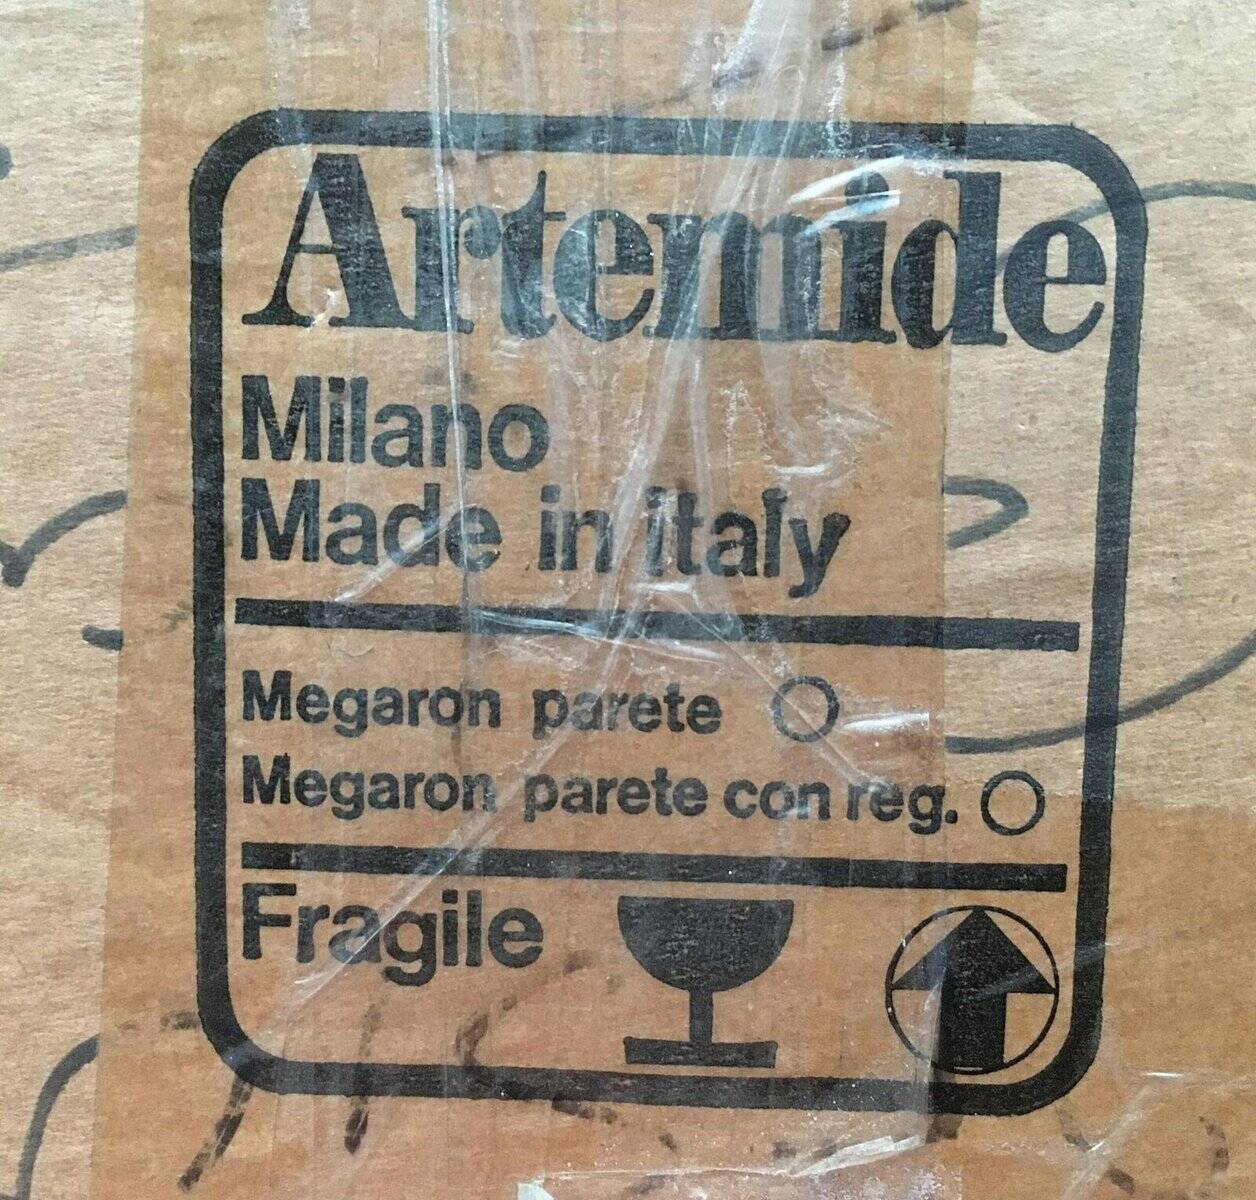 Artemide
Milano
Made in italy
Megaron parete
Megaron parete con reg.
Fragile